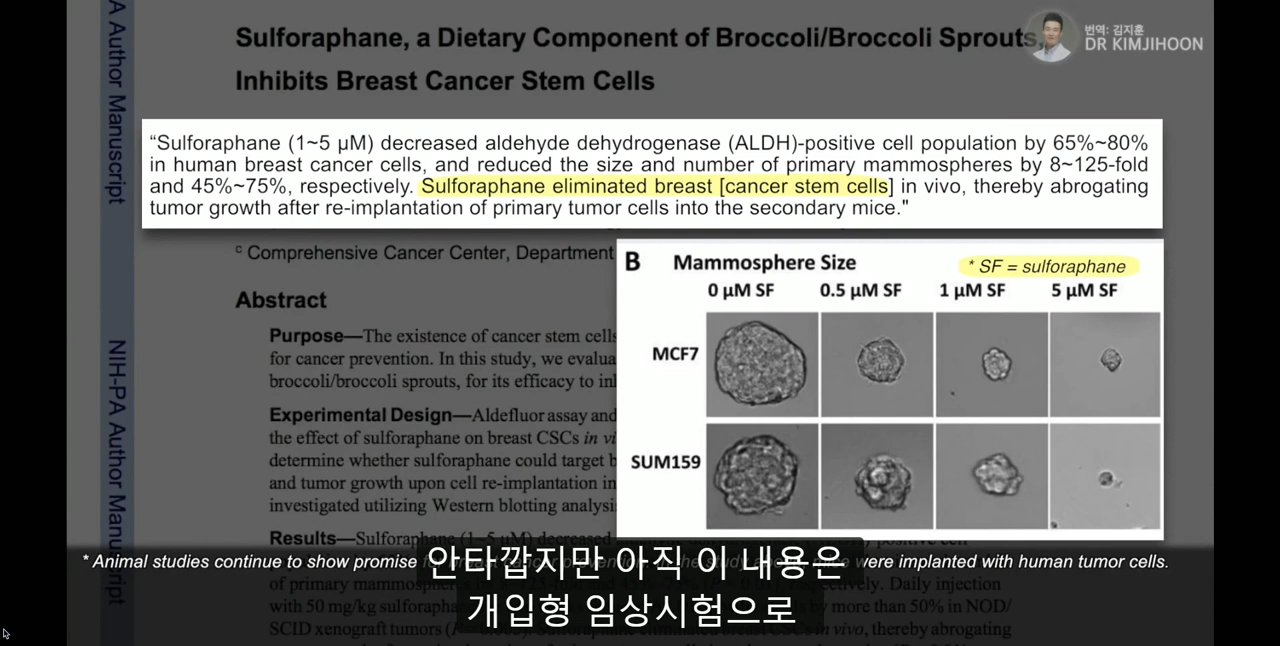 A Author Manuscript
Sulforaphane, a Dietary Component of Broccoli/Broccoli Sprouts,
Inhibits Breast Cancer Stem Cells
번역: 김지훈
DR KIMJIHOON
“Sulforaphane (1~5 μM) decreased aldehyde dehydrogenase (ALDH)-positive cell population by 65%~80%
in human breast cancer cells, and reduced the size and number of primary mammospheres by 8~125-fold
and 45%~75%, respectively. Sulforaphane eliminated breast [cancer stem cells] in vivo, thereby abrogating
tumor growth after re-implantation of primary tumor cells into the secondary mice."
c Comprehensive Cancer Center, Department
B Mammosphere Size
* SF = sulforaphane
0 μM SF 0.5 μM SF 1 μM SF 5 μM SF
MCF7
SUM159
Abstract
Purpose—The existence of cancer stem cells
for cancer prevention. In this study, we evalua
broccoli/broccoli sprouts, for its efficacy to inl
NIH-PA Author Manuscript
Experimental Design—Aldefluor assay and
the effect of sulforaphane on breast CSCs in vi
determine whether sulforaphane could target b
and tumor growth upon cell re-implantation in
investigated utilizing Western blotting analysi
Results—Sulforaphane (1–5 μM) decreased
* Animal studies continue to show promise were implanted with human tumor cells.
of primary mammospheres by
with 50 mg/kg sulforaphane by more than 50% in NOD/
SCID xenograft tumors in vivo, thereby abrogating
안타깝지만 아직 이 내용은
개입형 임상시험으로